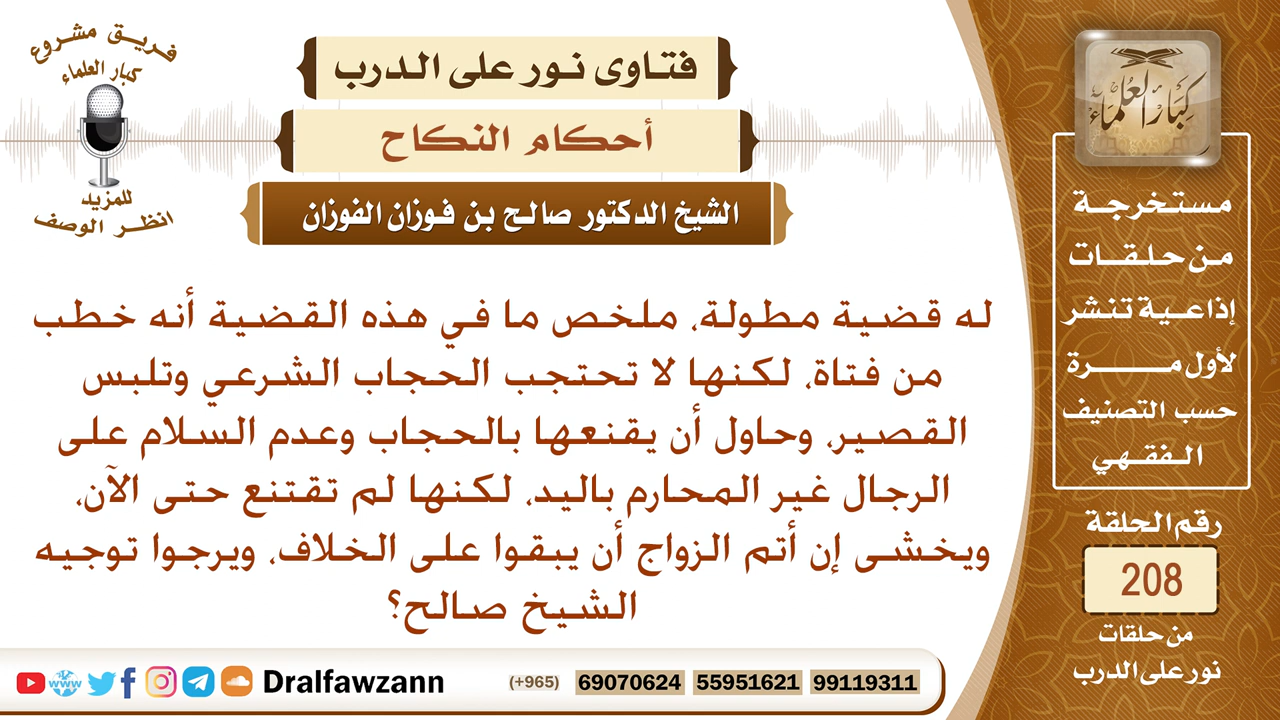 فريق مشروع
كبار العلماء
للمزيد
انظر الوصف
فتاوى نور على الدرب
أحكام النكاح
الشيخ الدكتور صالح بن فوزان الفوزان
له قضية مطولة، ملخص ما في هذه القضية أنه خطب
من فتاة، لكنها لا تحتجب الحجاب الشرعي وتلبس
القصير، وحاول أن يقنعها بالحجاب وعدم السلام على
الرجال غير المحارم باليد، لكنها لم تقتنع حتى الآن،
ويخشى إن أتم الزواج أن يبقوا على الخلاف، ويرجوا توجيه
الشيخ صالح؟
كبار العلماء
مستخرجة
من حلقات
إذاعية تنشر
لأول مرة
حسب التصنيف
الفقهي
رقم الحلقة
208
من حلقات
نور على الدرب
www
Dralfawzann
(+965) 69070624 55951621 99119311